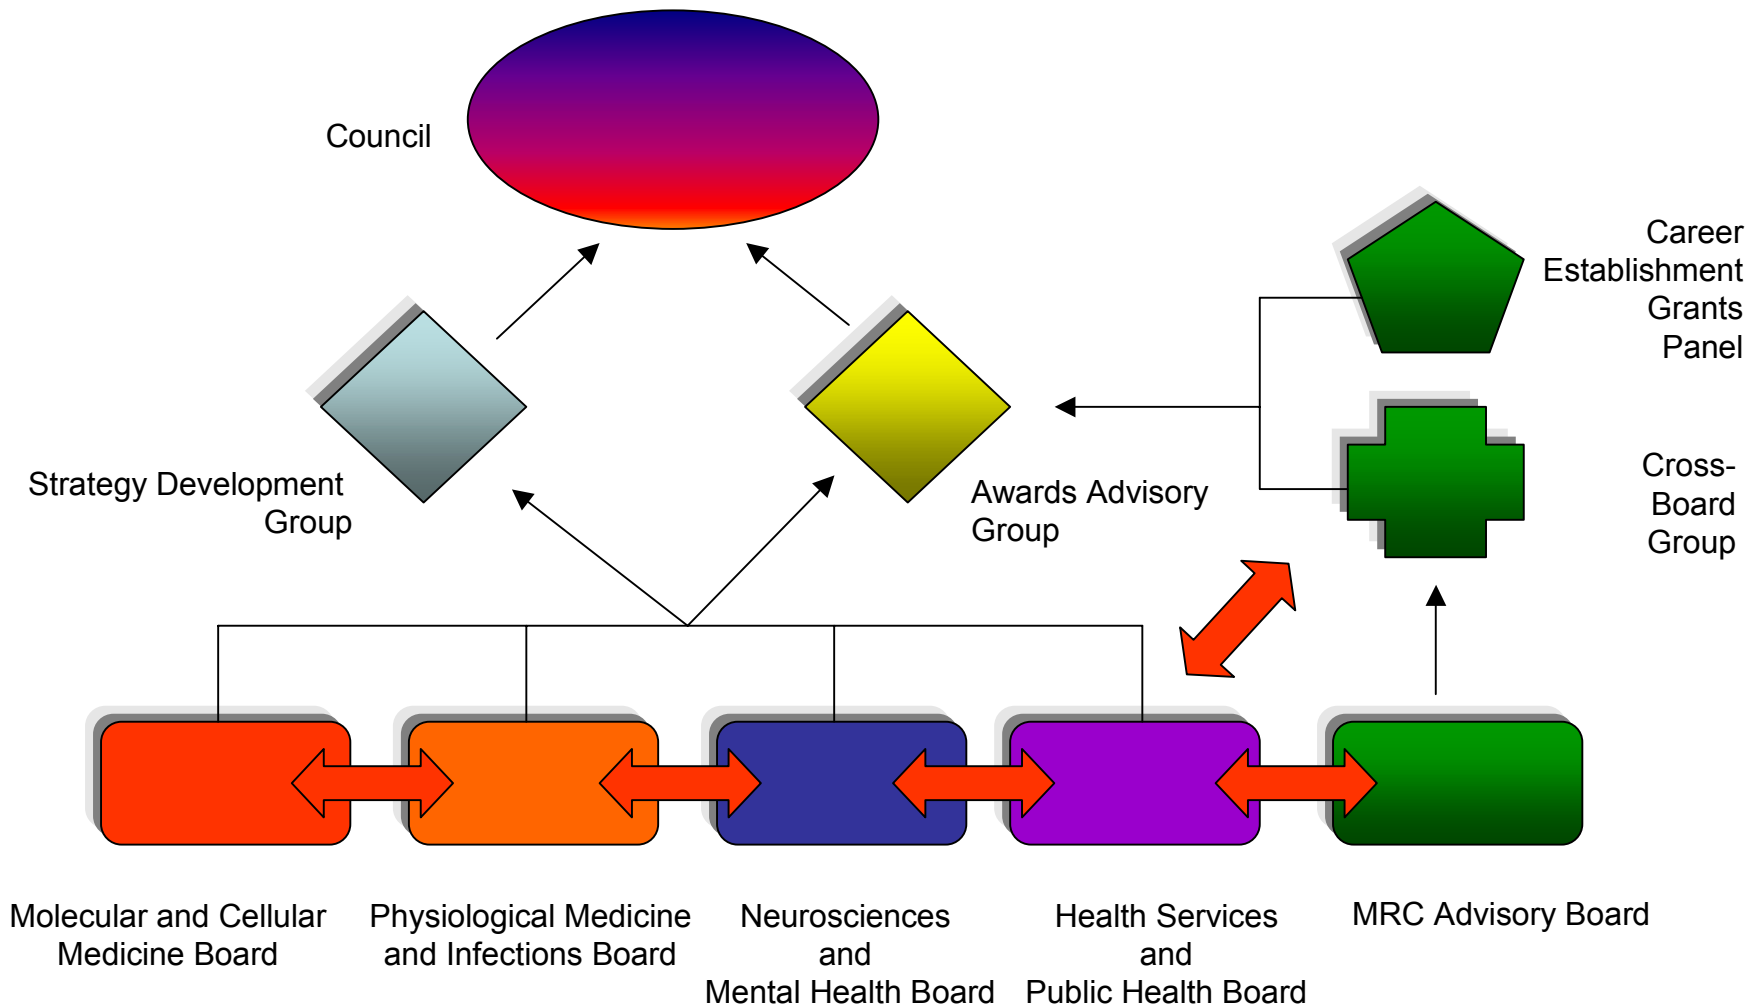 Council
Career
Establishment
Grants
Panel
Strategy Development
Group
Awards Advisory
Group
Cross-
Board
Group
Molecular and Cellular
Medicine Board
Physiological Medicine
and Infections Board
Neurosciences
and
Mental Health Board
Health Services
and
Public Health Board
MRC Advisory Board